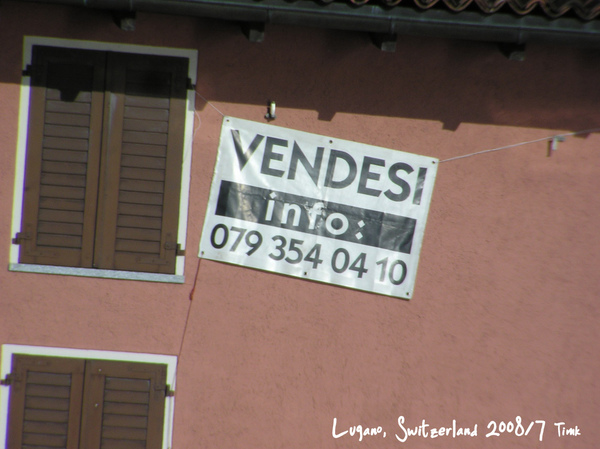 VENDESI
info:
079 354 04 10
Lugano, Switzerland 2008/7 Timk